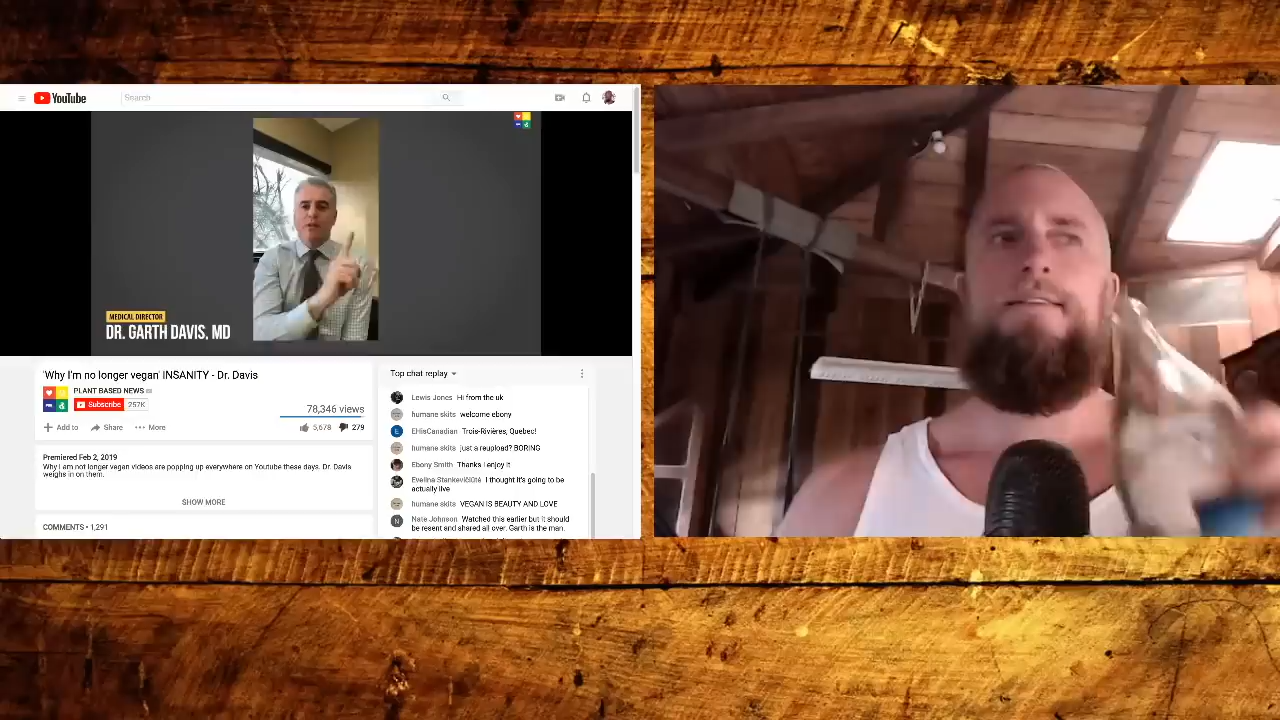 YouTube
Search
MEDICAL DIRECTOR
DR. GARTH DAVIS, MD
'Why I'm no longer vegan' INSANITY - Dr. Davis
PLANT BASED NEWS
Subscribe 257K
78,346 views
Add to Share More
5,678 279
Premiered Feb 2, 2019
Why I am not longer vegan videos are popping up everywhere on Youtube these days. Dr. Davis
weighs in on them.
SHOW MORE
COMMENTS • 1,291
Top chat replay
Lewis Jones Hi from the uk
humane skits welcome ebony
E EHisCanadian Trois-Rivières, Quebec!
humane skits just a reupload? BORING
Ebony Smith Thanks I enjoy it
Evelina Stankevičiūtė I thought it's going to be
actually live
humane skits VEGAN IS BEAUTY AND LOVE
N Nate Johnson Watched this earlier but it should
be resent and shared all over. Garth is the man.